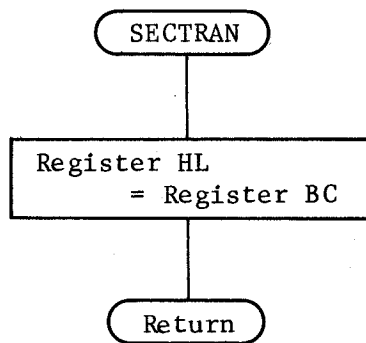 SECTRAN
Register HL
= Register BC
Return